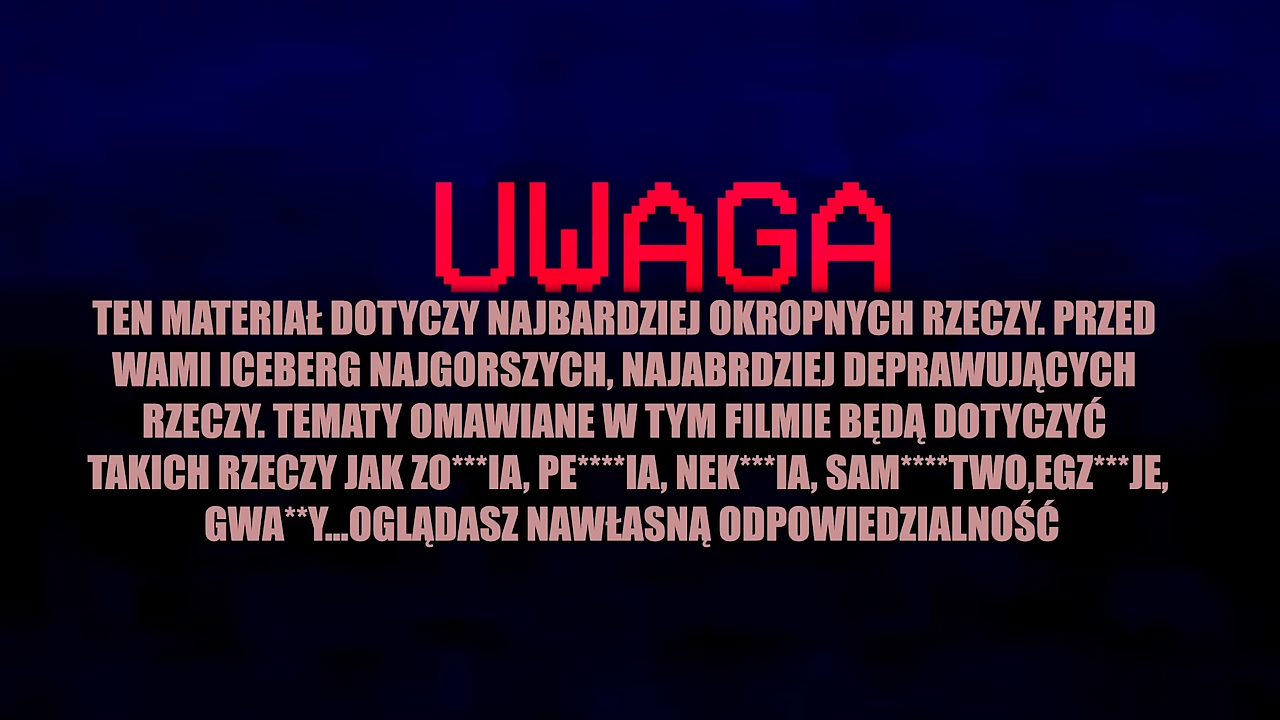 UWAGA
TEN MATERIAŁ DOTYCZY NAJBARDZIEJ OKROPNYCH RZECZY. PRZED
WAMI ICEBERG NAJGORSZYCH, NAJABRDZIEJ DEPRAWUJĄCYCH
RZECZY. TEMATY OMAWIANE W TYM FILMIE BĘDĄ DOTYCZYĆ
TAKICH RZECZY JAK ZO***IA, PE****IA, NEK***IA, SAM****TWO,EGZ***JE,
GWA**Y...OGLĄDASZ NAWŁASNĄ ODPOWIEDZIALNOŚĆ